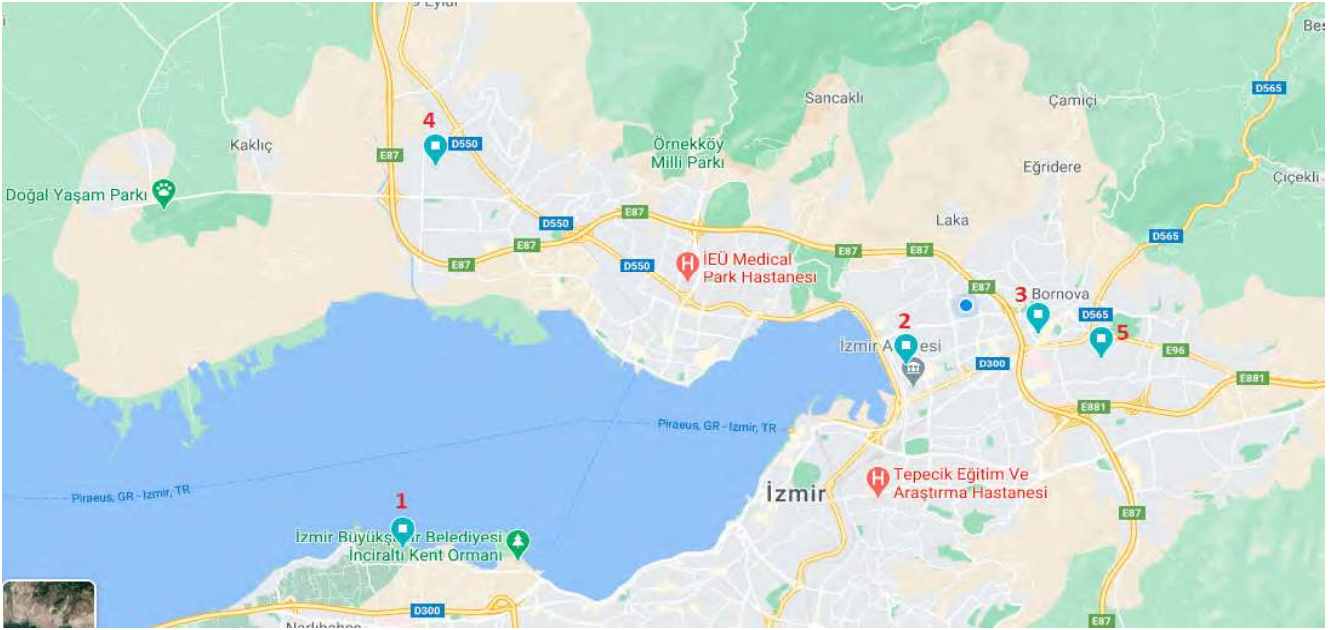 Eylül
Beş
D565
Sancaklı
Çamiçi
4
D550
Kaklıç
E87
Örnekköy
Milli Parkı
Eğridere
Çiçekli
Doğal Yaşam Parkı
Laka
E87
D550
D565
E87
E87
E87
E87
D550
H
İEÜ Medical
Park Hastanesi
E87
3
Bornova
D565
2
5
İzmir
E96
D300
E881
E881
Piraeus, GR - Izmir, TR
H
Tepecik Eğitim Ve
Araştırma Hastanesi
İzmir
Piraeus, GR - Izmir, TR
1
E87
İzmir Büyükşehir Belediyesi
İnciraltı Kent Ormanı
D300
E87